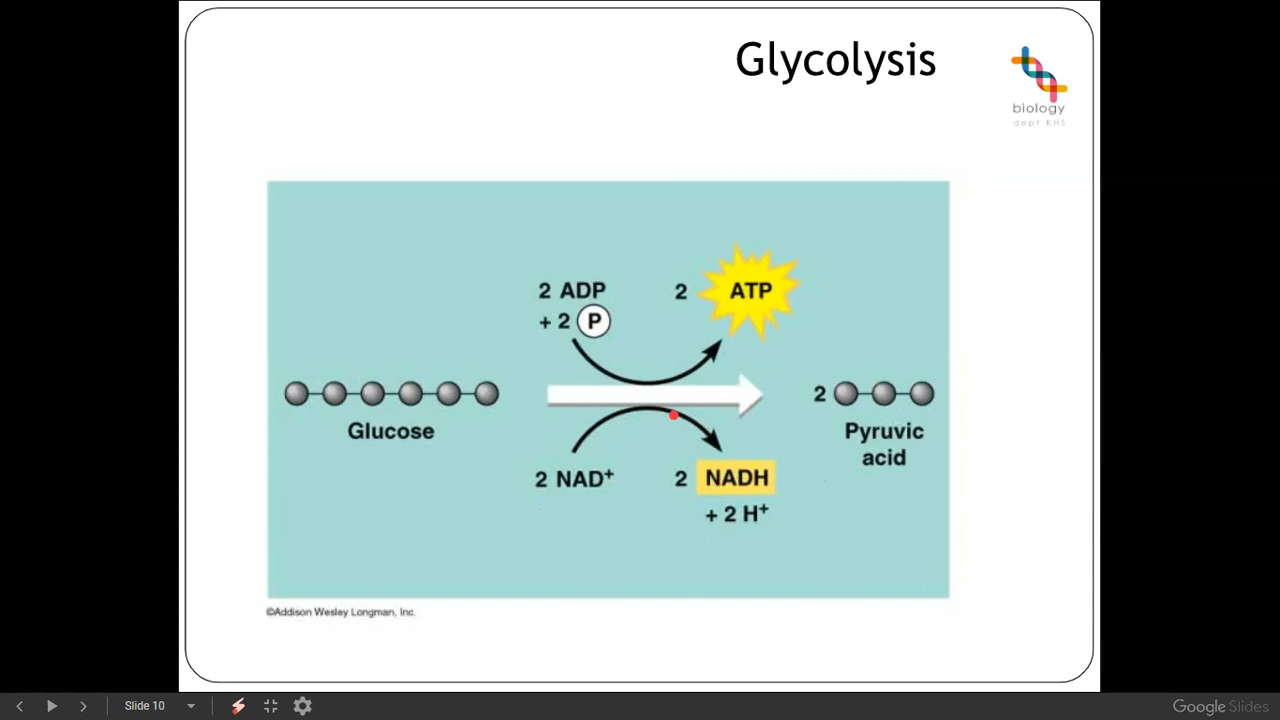 Glycolysis
biology
dept KHS
2 ADP
+ 2 P
2 ATP
Glucose
2
Pyruvic
acid
2 NAD⁺
2 NADH
+ 2 H⁺
©Addison Wesley Longman, Inc.
Slide 10
Google Slides